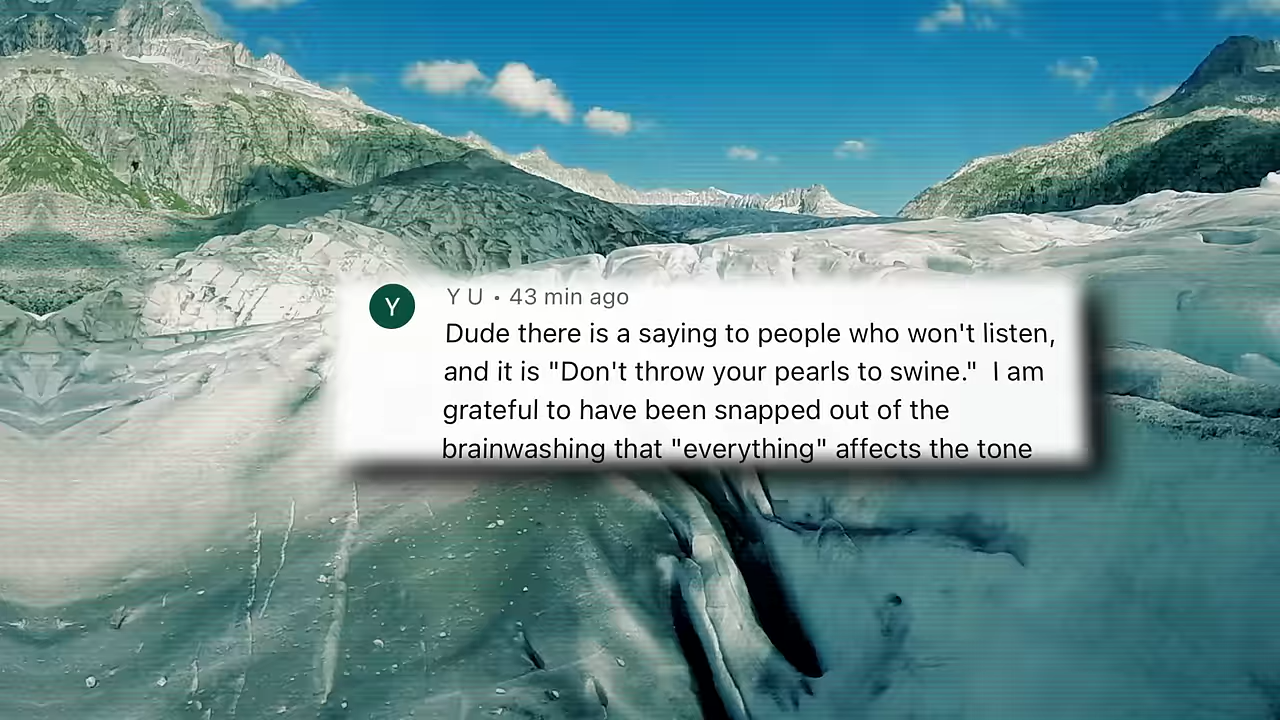 Y
Y U • 43 min ago
Dude there is a saying to people who won't listen,
and it is "Don't throw your pearls to swine."  I am
grateful to have been snapped out of the
brainwashing that "everything" affects the tone